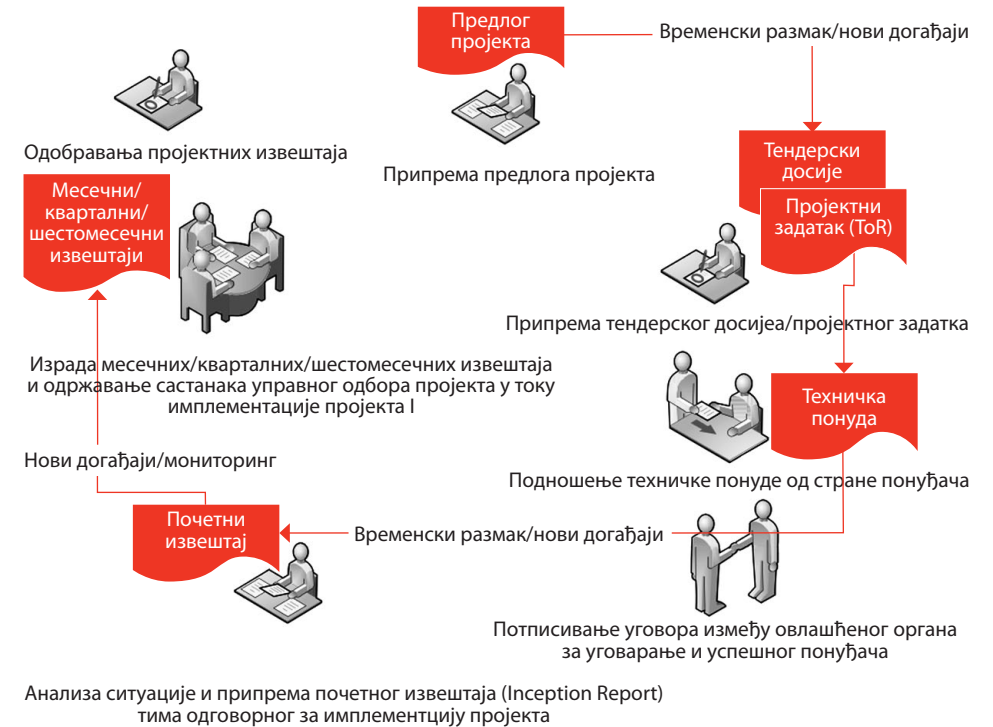 Предлог
пројекта
Временски размак/нови догађаји
Припрема предлога пројекта
Тендерски
досије
Пројектни
задатак (ToR)
Припрема тендерског досијеа/пројектног задатка
Техничка
понуда
Подношење техничке понуде од стране понуђача
Потписивање уговора између овлашћеног органа
за уговарање и успешног понуђача
Временски размак/нови догађаји
Почетни
извештај
Анализа ситуације и припрема почетног извештаја (Inception Report)
тима одговорног за имплементцију пројекта
Нови догађаји/мониторинг
Месечни/
квартални/
шестомесечни
извештаји
Израда месечних/кварталних/шестомесечних извештаја
и одржавање састанака управног одбора пројекта у току
имплементације пројекта I
Одобравања пројектних извештаја